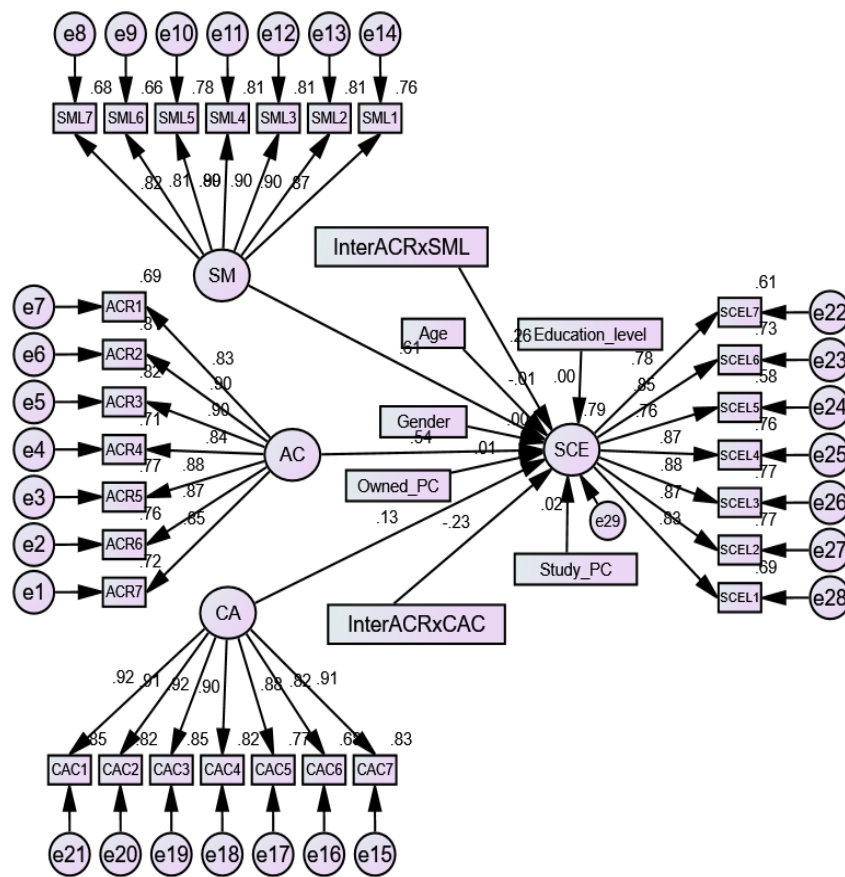 e8 e9 e10 e11 e12 e13 e14
.68 .66 .78 .81 .81 .81 .76
SML7 SML6 SML5 SML4 SML3 SML2 SML1
.82 .81 .90 .90 .87
SM
InterACRxSML
e7 .69 ACR1
e6 .81 ACR2
e5 .82 ACR3
e4 .71 ACR4
e3 .77 ACR5
e2 .76 ACR6
e1 .72 ACR7
.83
.90
.90
.84
.88
.87
.85
AC
.61
.26
Age
Education_level
-.01
.00
.00
.79
Gender
.54
.01
SCE
Owned_PC
.13
-.23
.02
e29
Study_PC
CA
InterACRxCAC
.78
.85
.76
.87
.88
.87
.83
.61 SCEL7 e22
.73 SCEL6 e23
.58 SCEL5 e24
.76 SCEL4 e25
.77 SCEL3 e26
.77 SCEL2 e27
.69 SCEL1 e28
.92 .91 .92 .90 .88 .82 .91
.85 .82 .85 .82 .77 .68 .83
CAC1 CAC2 CAC3 CAC4 CAC5 CAC6 CAC7
e21 e20 e19 e18 e17 e16 e15